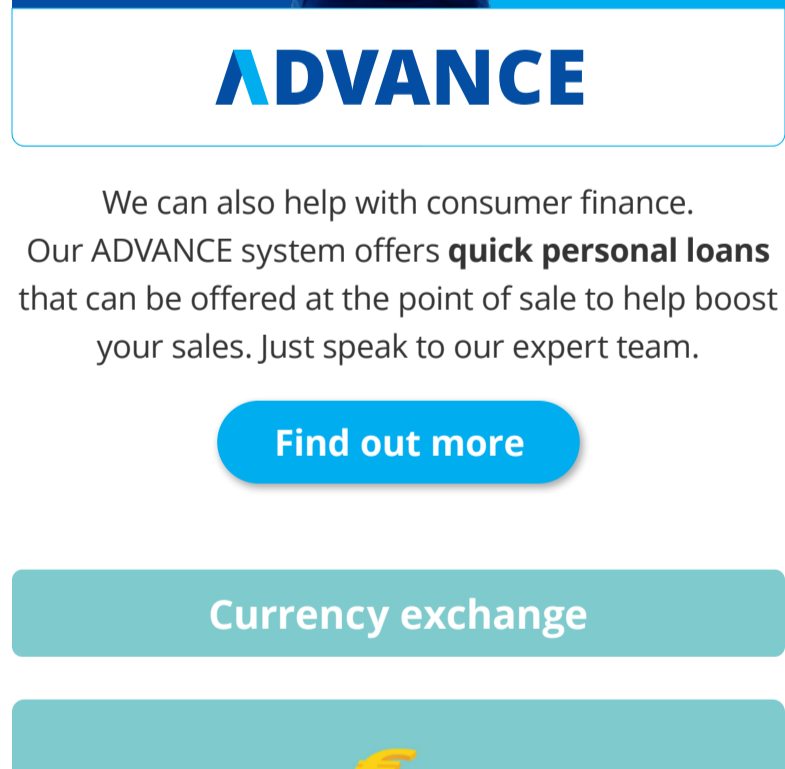 ADVANCE
We can also help with consumer finance.
Our ADVANCE system offers quick personal loans
that can be offered at the point of sale to help boost
your sales. Just speak to our expert team.
Find out more
Currency exchange